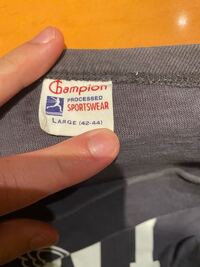 Champion
PROCESSED
SPORTSWEAR
LARGE (42-44)